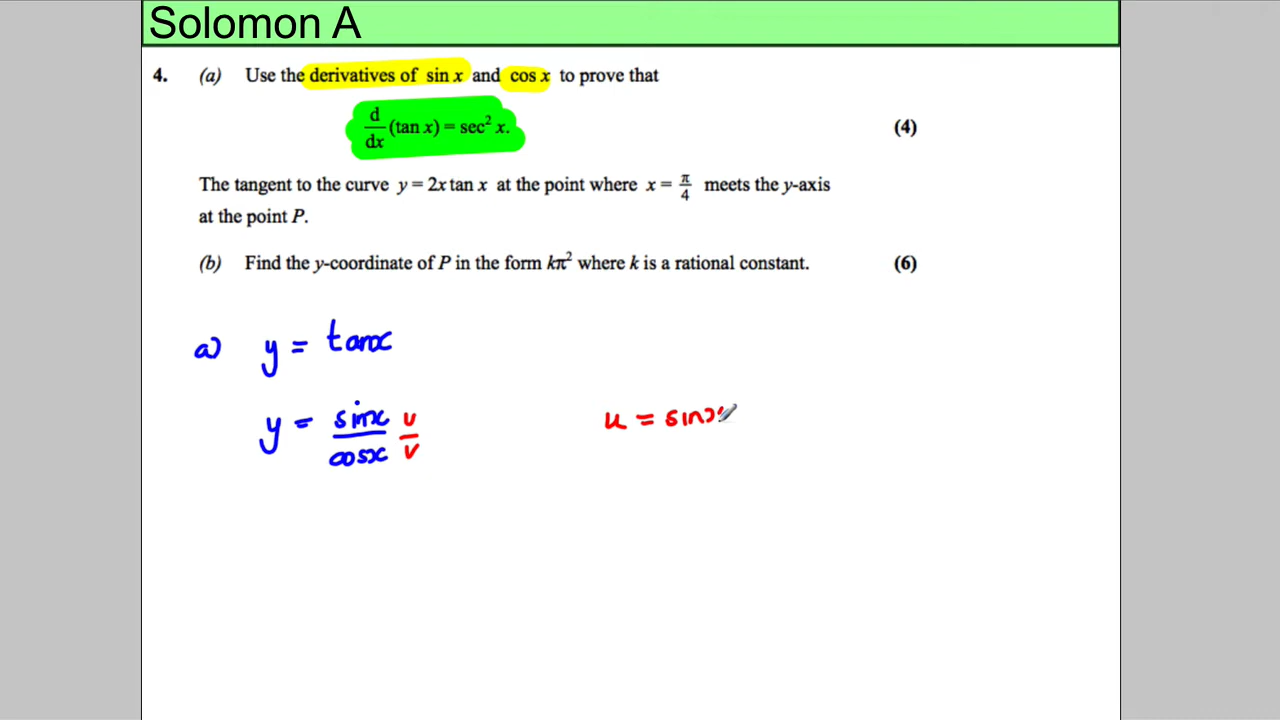 Solomon A
4. (a) Use the derivatives of sin x and cos x to prove that
d/dx (tan x) = sec² x. (4)
The tangent to the curve y = 2x tan x at the point where x = π/4 meets the y-axis
at the point P.
(b) Find the y-coordinate of P in the form kπ² where k is a rational constant. (6)
a) y = tanx
y = sinx/cosx u/v u = sinx